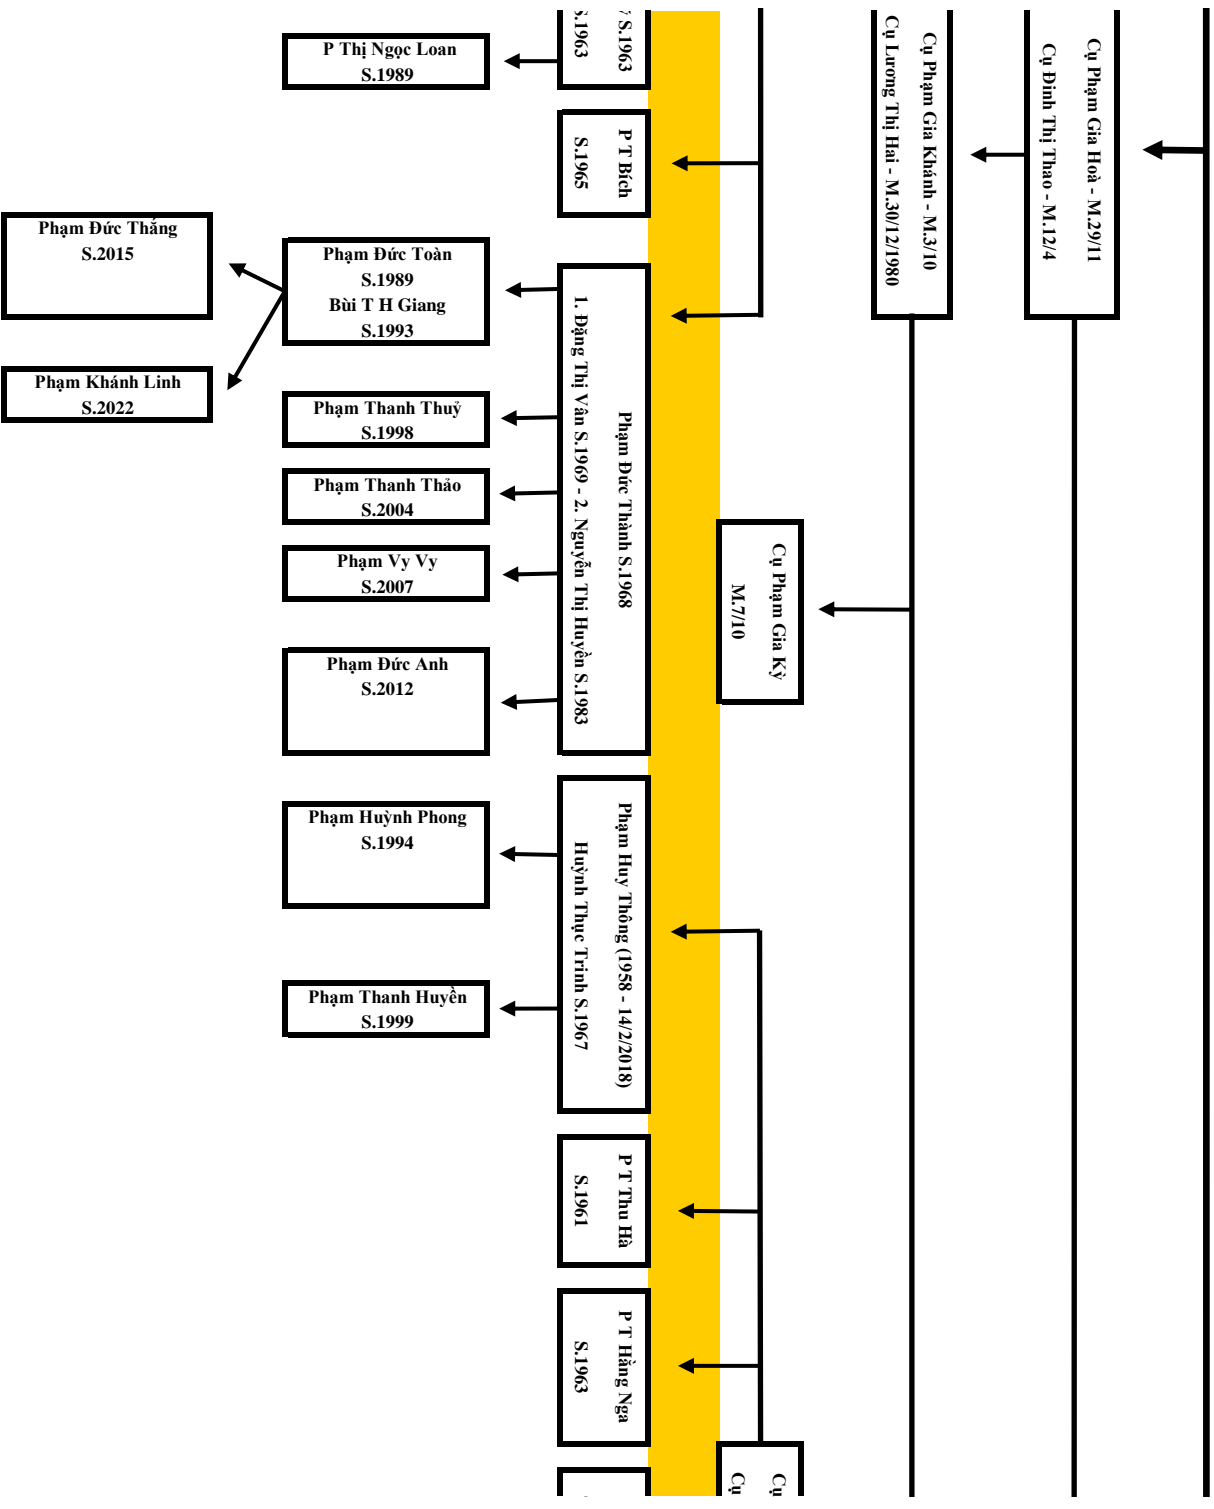 Cụ Phạm Gia Hoà - M.29/11
Cụ Đinh Thị Thao - M.12/4
Cụ Phạm Gia Khánh - M.3/10
Cụ Lương Thị Hai - M.30/12/1980
Cụ Phạm Gia Kỳ
M.7/10
Cụ
Cụ
S.1963
S.1963
P T Bích
S.1965
Phạm Đức Thành S.1968
1. Đặng Thị Vân S.1969 - 2. Nguyễn Thị Huyền S.1983
Phạm Huy Thông (1958 - 14/2/2018)
Huỳnh Thục Trinh S.1967
P T Thu Hà
S.1961
P T Hằng Nga
S.1963
P Thị Ngọc Loan
S.1989
Phạm Đức Toàn
S.1989
Bùi T H Giang
S.1993
Phạm Thanh Thuỷ
S.1998
Phạm Thanh Thảo
S.2004
Phạm Vy Vy
S.2007
Phạm Đức Anh
S.2012
Phạm Huỳnh Phong
S.1994
Phạm Thanh Huyền
S.1999
Phạm Đức Thắng
S.2015
Phạm Khánh Linh
S.2022